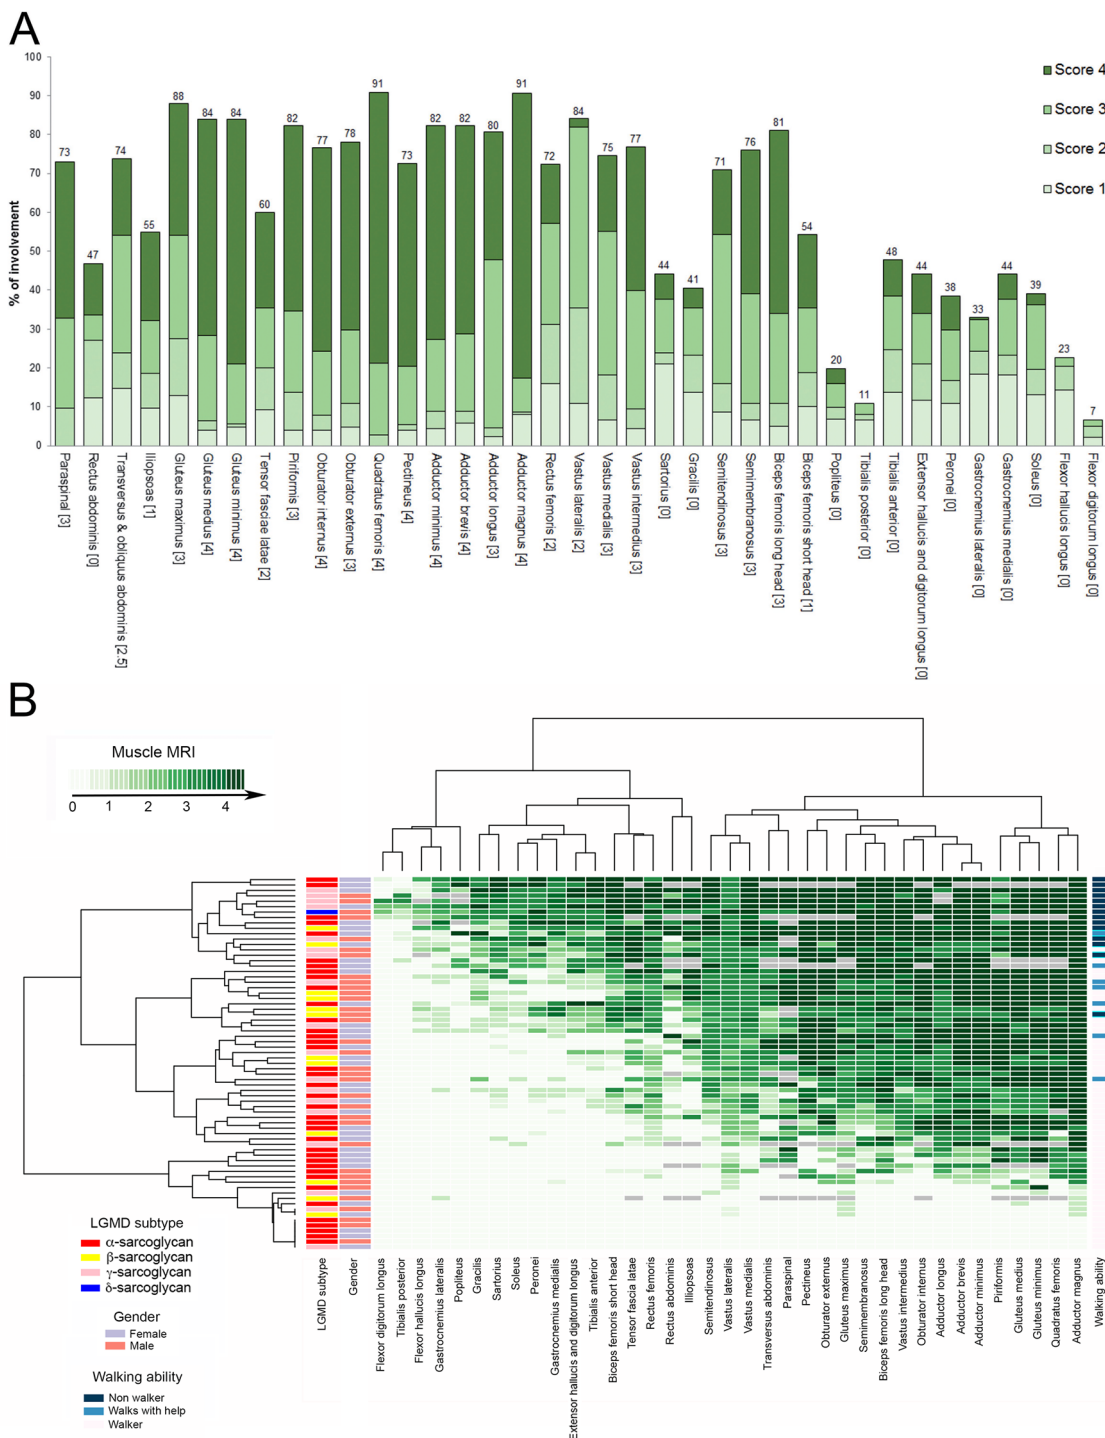 A
100
90
80
70
60
50
40
30
20
10
0
% of involvement
73
47
74
55
88
84
84
60
82
77
78
91
73
82
82
80
91
72
84
75
77
44
41
71
76
81
54
20
11
48
44
38
33
44
39
23
7
Score 4
Score 3
Score 2
Score 1
Paraspinal [3]
Rectus abdominis [0]
Transversus & obliquus abdominis [2.5]
Iliopsoas [1]
Gluteus maximus [3]
Gluteus medius [4]
Gluteus minimus [4]
Tensor fasciae latae [2]
Piriformis [3]
Obturator internus [4]
Obturator externus [3]
Quadratus femoris [4]
Pectineus [4]
Adductor minimus [4]
Adductor brevis [4]
Adductor longus [3]
Adductor magnus [4]
Rectus femoris [2]
Vastus lateralis [2]
Vastus medialis [3]
Vastus intermedius [3]
Sartorius [0]
Gracilis [0]
Semitendinosus [3]
Semimembranosus [3]
Biceps femoris long head [3]
Biceps femoris short head [1]
Popliteus [0]
Tibialis posterior [0]
Tibialis anterior [0]
Extensor hallucis and digitorum longus [0]
Peronei [0]
Gastrocnemius lateralis [0]
Gastrocnemius medialis [0]
Soleus [0]
Flexor hallucis longus [0]
Flexor digitorum longus [0]
B
Muscle MRI
0 1 2 3 4
LGMD subtype
α-sarcoglycan
β-sarcoglycan
γ-sarcoglycan
δ-sarcoglycan
Gender
Female
Male
Walking ability
Non walker
Walks with help
Walker
LGMD subtype
Gender
Flexor digitorum longus
Tibialis posterior
Flexor hallucis longus
Gastrocnemius lateralis
Popliteus
Gracilis
Sartorius
Soleus
Peronei
Gastrocnemius medialis
Extensor hallucis and digitorum longus
Tibialis anterior
Biceps femoris short head
Tensor fascia latae
Rectus femoris
Rectus abdominis
Illiopsoas
Semitendinosus
Vastus lateralis
Vastus medialis
Transversus abdominis
Paraspinal
Pectineus
Obturator externus
Gluteus maximus
Semimembranosus
Biceps femoris long head
Vastus intermedius
Obturator internus
Adductor longus
Adductor brevis
Adductor minimus
Piriformis
Gluteus medius
Gluteus minimus
Quadratus femoris
Adductor magnus
Walking ability